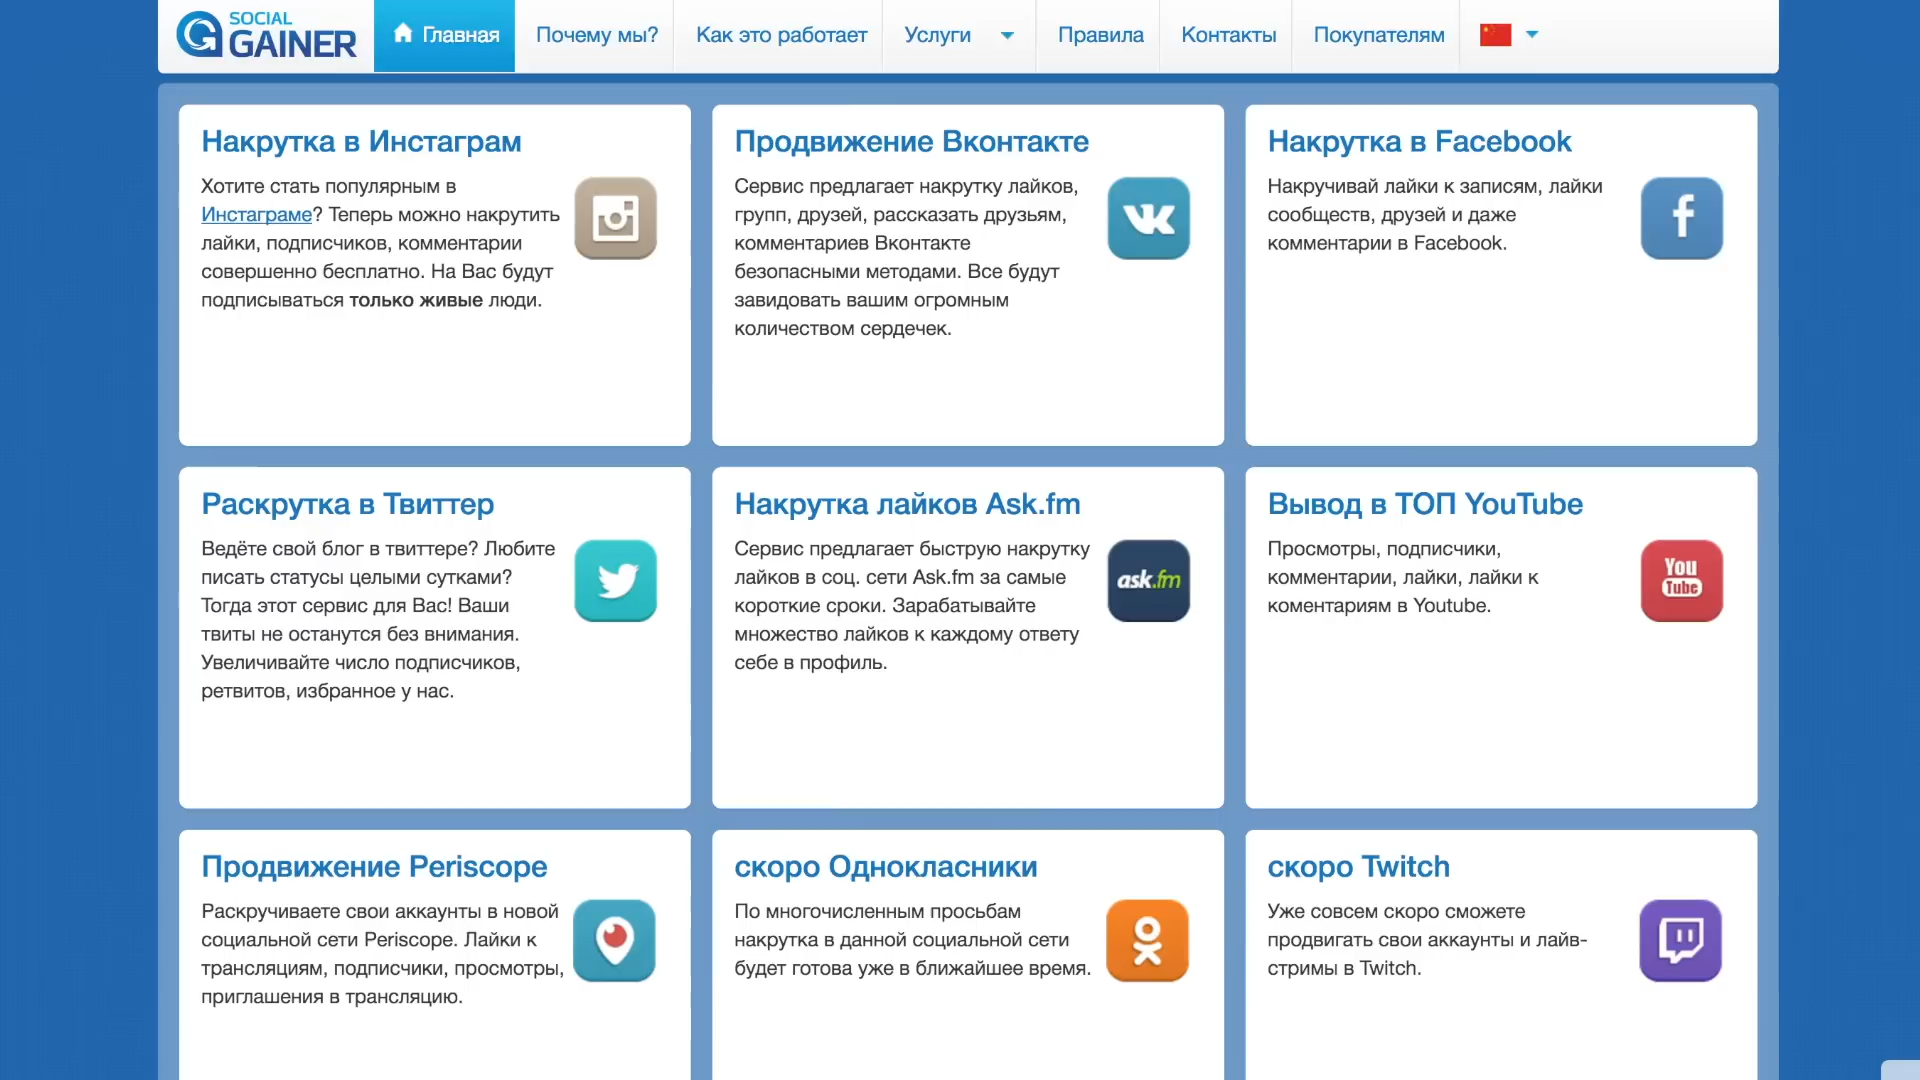 SOCIAL
GAINER
Главная
Почему мы?
Как это работает
Услуги
Правила
Контакты
Покупателям
Накрутка в Инстаграм
Хотите стать популярным в
Инстаграме? Теперь можно накрутить
лайки, подписчиков, комментарии
совершенно бесплатно. На Вас будут
подписываться только живые люди.
Продвижение Вконтакте
Сервис предлагает накрутку лайков,
групп, друзей, рассказать друзьям,
комментариев Вконтакте
безопасными методами. Все будут
завидовать вашим огромным
количеством сердечек.
Накрутка в Facebook
Накручивай лайки к записям, лайки
сообществ, друзей и даже
комментарии в Facebook.
f
Раскрутка в Твиттер
Ведёте свой блог в твиттере? Любите
писать статусы целыми сутками?
Тогда этот сервис для Вас! Ваши
твиты не останутся без внимания.
Увеличивайте число подписчиков,
ретвитов, избранное у нас.
Накрутка лайков Ask.fm
Сервис предлагает быструю накрутку
лайков в соц. сети Ask.fm за самые
короткие сроки. Зарабатывайте
множество лайков к каждому ответу
себе в профиль.
ask.fm
Вывод в ТОП YouTube
Просмотры, подписчики,
комментарии, лайки, лайки к
коментариям в Youtube.
You
Tube
Продвижение Periscope
Раскручиваете свои аккаунты в новой
социальной сети Periscope. Лайки к
трансляциям, подписчики, просмотры,
приглашения в трансляцию.
скоро Однокласники
По многочисленным просьбам
накрутка в данной социальной сети
будет готова уже в ближайшее время.
скоро Twitch
Уже совсем скоро сможете
продвигать свои аккаунты и лайв-
стримы в Twitch.